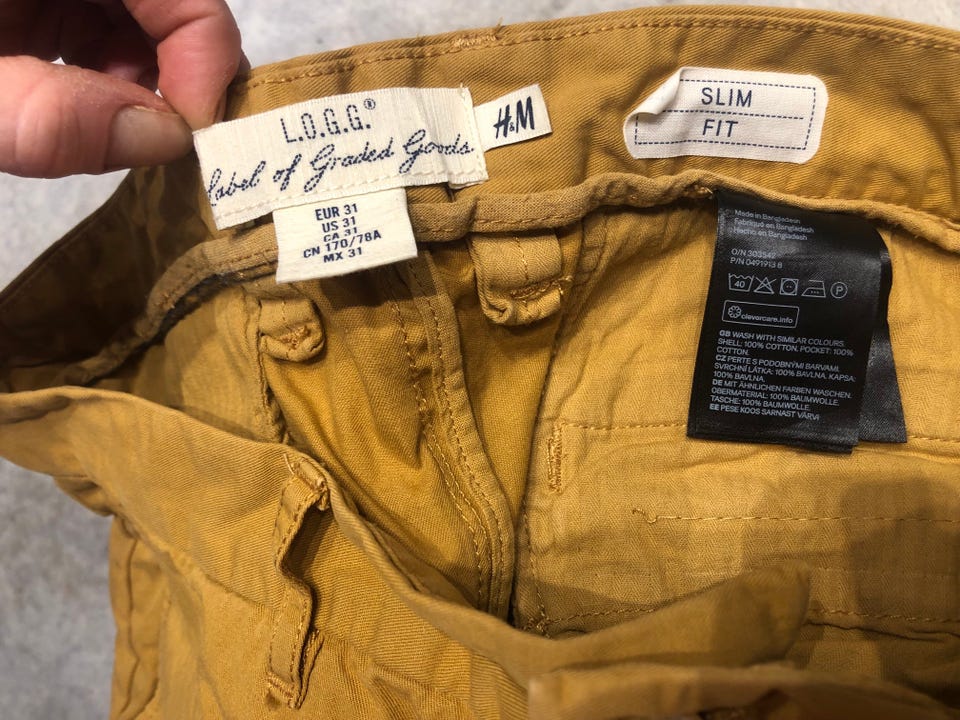 L.O.G.G.®
Label of Graded Goods.
H&M
SLIM
FIT
EUR 31
US 31
CA 31
CN 170/78A
MX 31
Made in Bangladesh
Fabriqué en Bangladesh
Hecho en Bangladesh
O/N 303542
P/N 0491913 8
40
P
clevercare.info
GB WASH WITH SIMILAR COLOURS.
SHELL: 100% COTTON. POCKET: 100%
COTTON.
CZ PERTE S PODOBNÝMI BARVAMI.
SVRCHNÍ LÁTKA: 100% BAVLNA. KAPSA:
100% BAVLNA.
DE MIT ÄHNLICHEN FARBEN WASCHEN.
OBERMATERIAL: 100% BAUMWOLLE.
TASCHE: 100% BAUMWOLLE.
EE PESE KOOS SARNAST VÄRVI